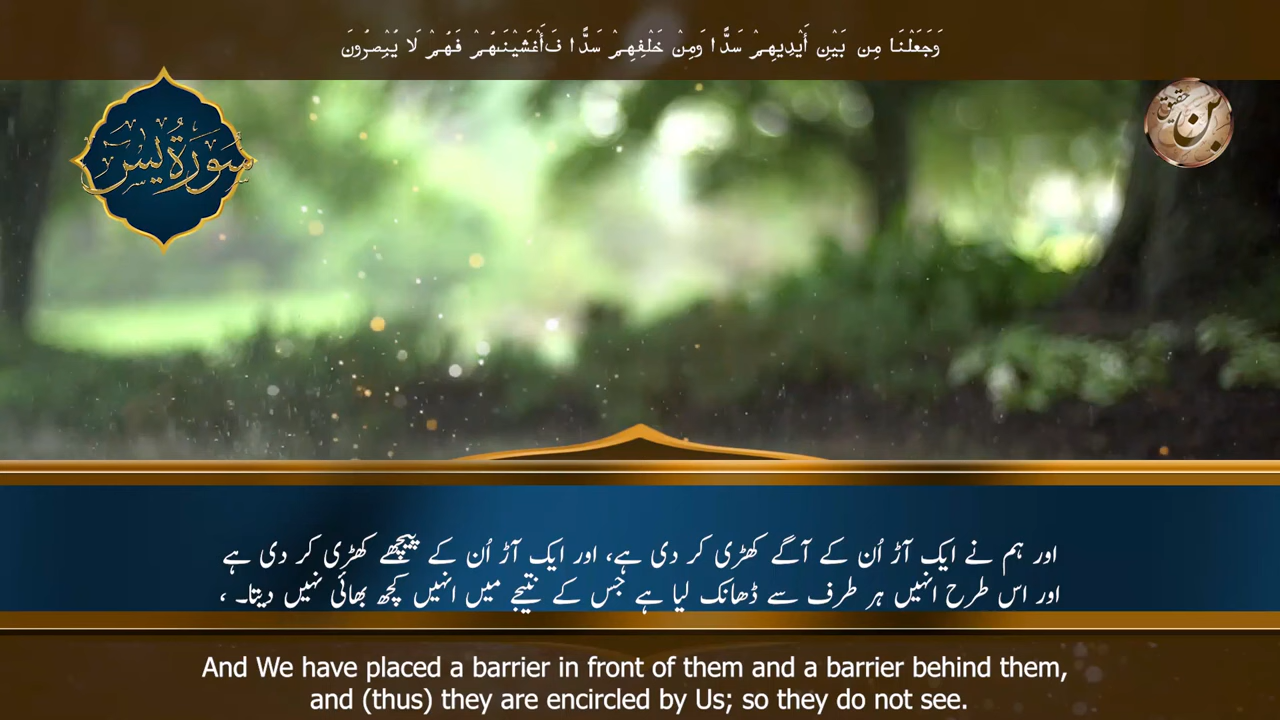 وَجَعَلْنَا مِن بَيْنِ أَيْدِيهِمْ سَدًّا وَمِنْ خَلْفِهِمْ سَدًّا فَأَغْشَيْنَـٰهُمْ فَهُمْ لَا يُبْصِرُونَ
سُورَةُ يٰسٓ
اور ہم نے ایک آڑ اُن کے آگے کھڑی کر دی ہے، اور ایک آڑ اُن کے پیچھے کھڑی کر دی ہے
اور اس طرح انہیں ہر طرف سے ڈھانک لیا ہے جس کے نتیجے میں انہیں کچھ بھائی نہیں دیتا۔ ،
And We have placed a barrier in front of them and a barrier behind them,
and (thus) they are encircled by Us; so they do not see.